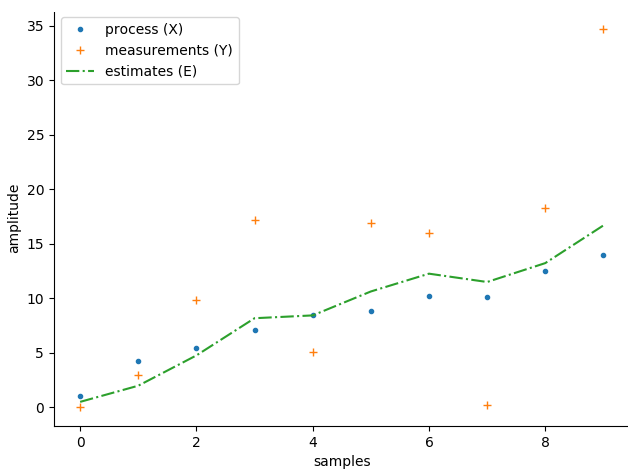 35
process (X)
measurements (Y)
estimates (E)
30
25
20
amplitude
15
10
5
0
0 2 4 6 8
samples